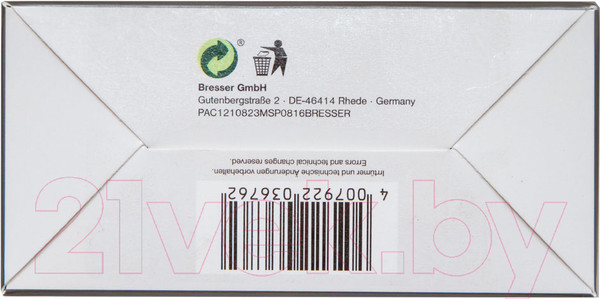 ®
Bresser GmbH
Gutenbergstraße 2 · DE-46414 Rhede · Germany
PAC1210823MSP0816BRESSER
Irrtümer und technische Änderungen vorbehalten.
Errors and technical changes reserved.
4 007922 036762
21vek.by